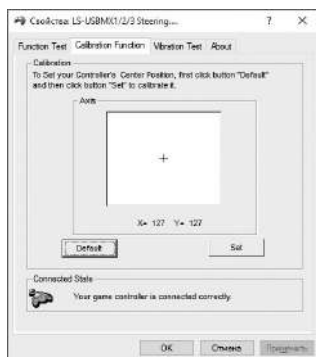 Свойства: LS-USBMX1/2/3 Steering....
? ×
Function Test Calibration Function Vibration Test About
Calibration
To Set your Controller's Center Position, first click button "Default"
and then click button "Set" to calibrate it.
Axis
X= 127 Y= 127
Default Set
Connected State
Your game controller is connected correctly.
OK Отмена Применить